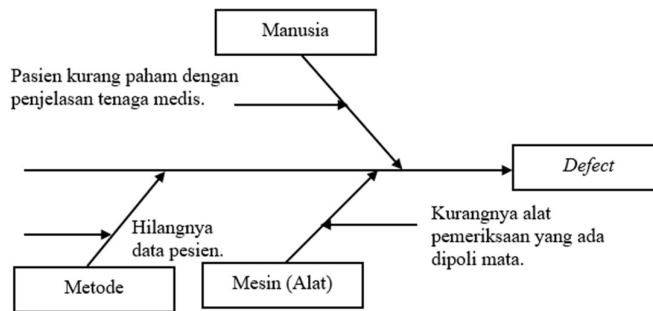 Manusia
Pasien kurang paham dengan
penjelasan tenaga medis.
Defect
Hilangnya
data pesien.
Kurangnya alat
pemeriksaan yang ada
dipoli mata.
Metode
Mesin (Alat)